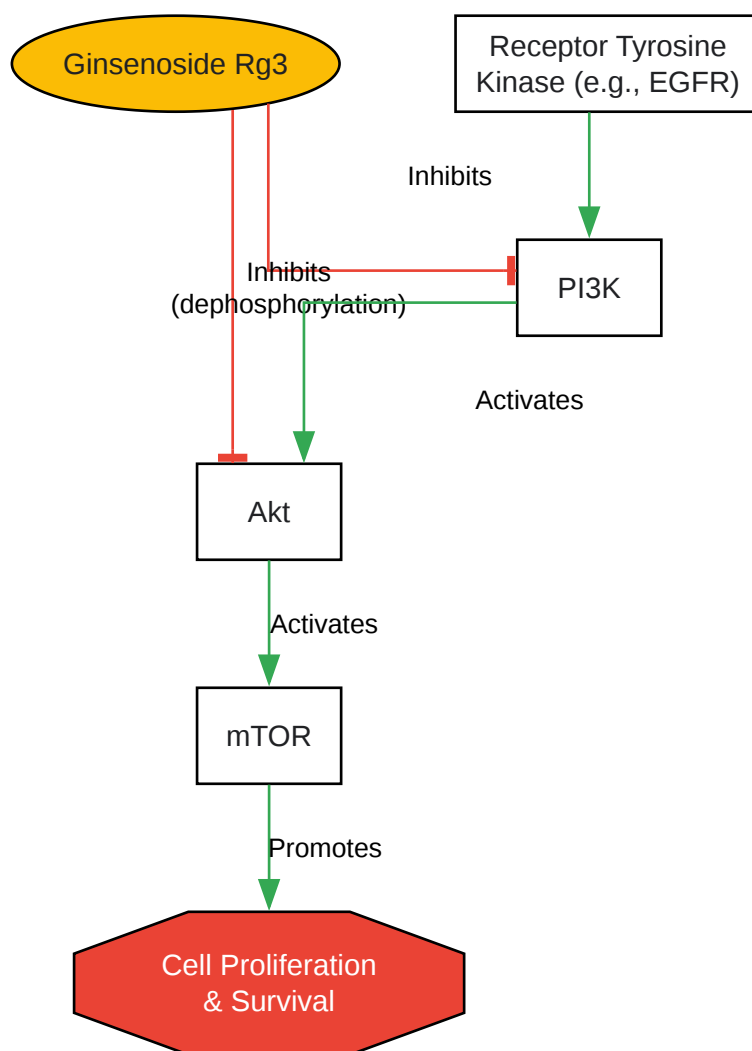 Ginsenoside Rg3
Receptor Tyrosine
Kinase (e.g., EGFR)
Inhibits
Inhibits
(dephosphorylation)
PI3K
Activates
Akt
Activates
mTOR
Promotes
Cell Proliferation
& Survival